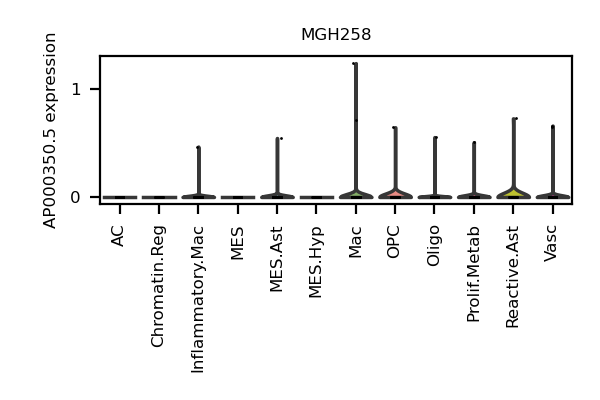 MGH258
AP000350.5 expression
1
0
AC
Chromatin.Reg
Inflammatory.Mac
MES
MES.Ast
MES.Hyp
Mac
OPC
Oligo
Prolif.Metab
Reactive.Ast
Vasc